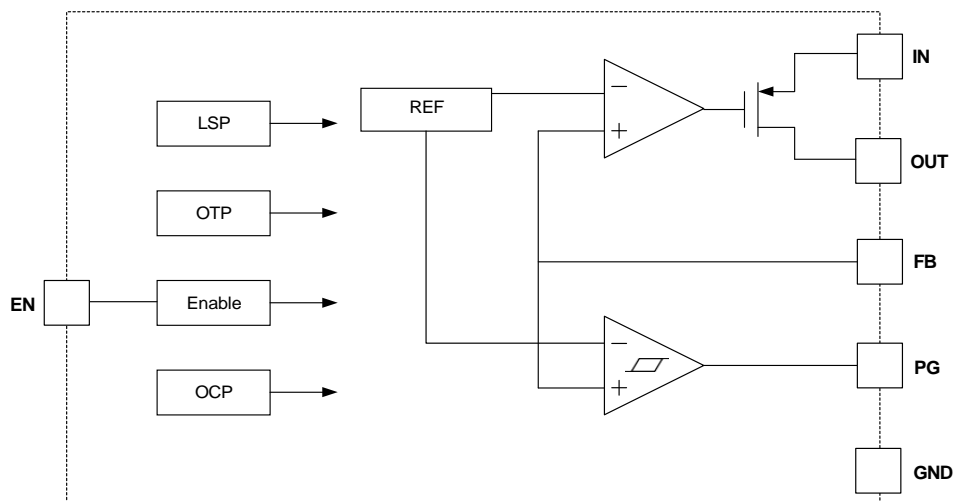 IN
LSP
REF
−
+
OUT
OTP
FB
EN
Enable
−
+
PG
OCP
GND